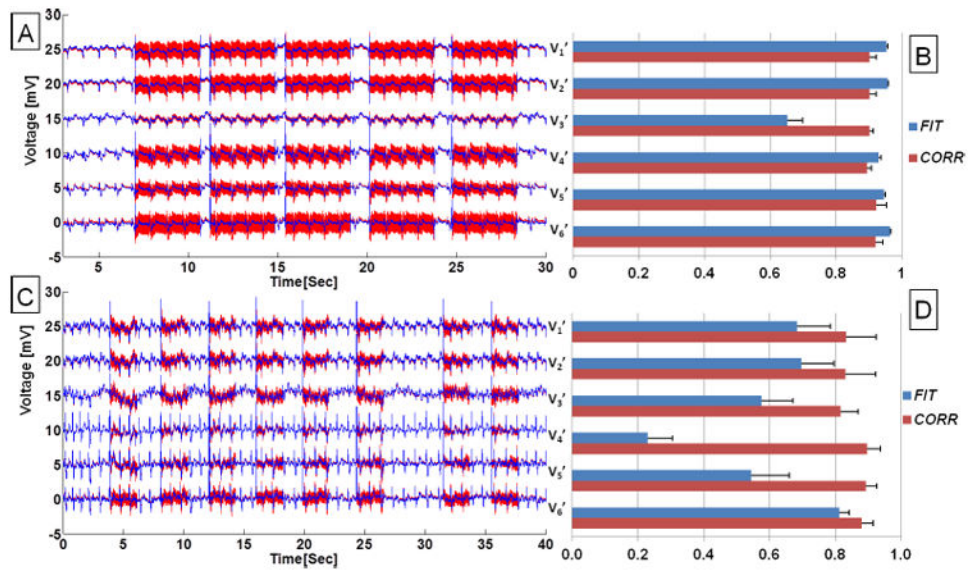 A
Voltage [mV]
30
25
20
15
10
5
0
-5
5
10
15
20
25
30
Time[Sec]
V1'
V2'
V3'
V4'
V5'
V6'
B
FIT
CORR
0
0.2
0.4
0.6
0.8
1
C
Voltage [mV]
30
25
20
15
10
5
0
-5
0
5
10
15
20
25
30
35
40
Time[Sec]
V1'
V2'
V3'
V4'
V5'
V6'
D
FIT
CORR
0.0
0.2
0.4
0.6
0.8
1.0